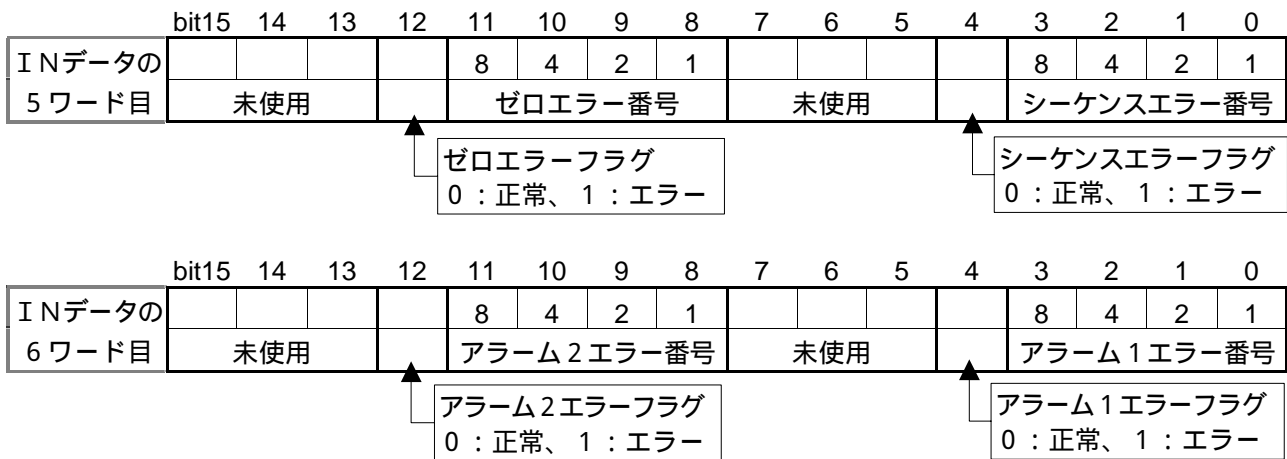 bit15 14 13 12 11 10 9 8 7 6 5 4 3 2 1 0
INデータの 8 4 2 1 8 4 2 1
5ワード目 未使用 ゼロエラー番号 未使用 シーケンスエラー番号
ゼロエラーフラグ シーケンスエラーフラグ
0:正常、1:エラー 0:正常、1:エラー
bit15 14 13 12 11 10 9 8 7 6 5 4 3 2 1 0
INデータの 8 4 2 1 8 4 2 1
6ワード目 未使用 アラーム2エラー番号 未使用 アラーム1エラー番号
アラーム2エラーフラグ アラーム1エラーフラグ
0:正常、1:エラー 0:正常、1:エラー